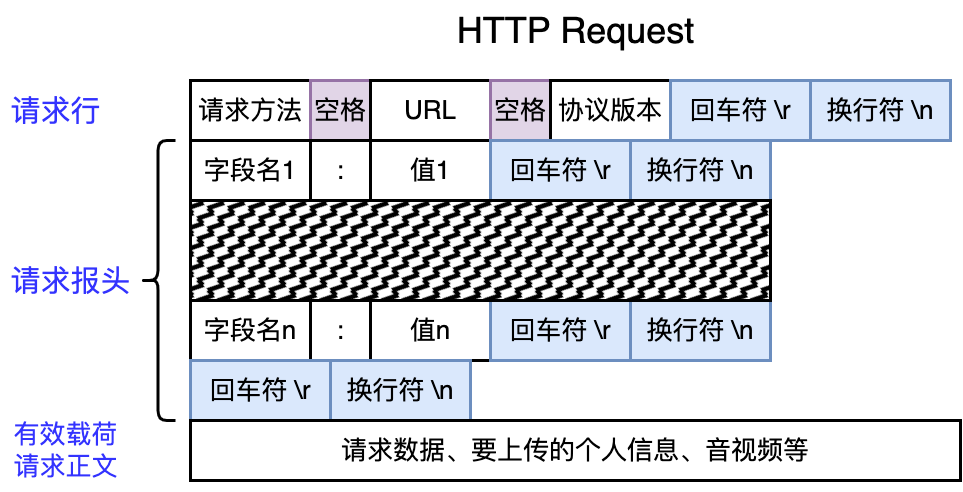 HTTP Request
请求行 请求方法 空格 URL 空格 协议版本 回车符 \r 换行符 \n
字段名1 : 值1 回车符 \r 换行符 \n
请求报头
字段名n : 值n 回车符 \r 换行符 \n
回车符 \r 换行符 \n
有效载荷
请求正文
请求数据、要上传的个人信息、音视频等